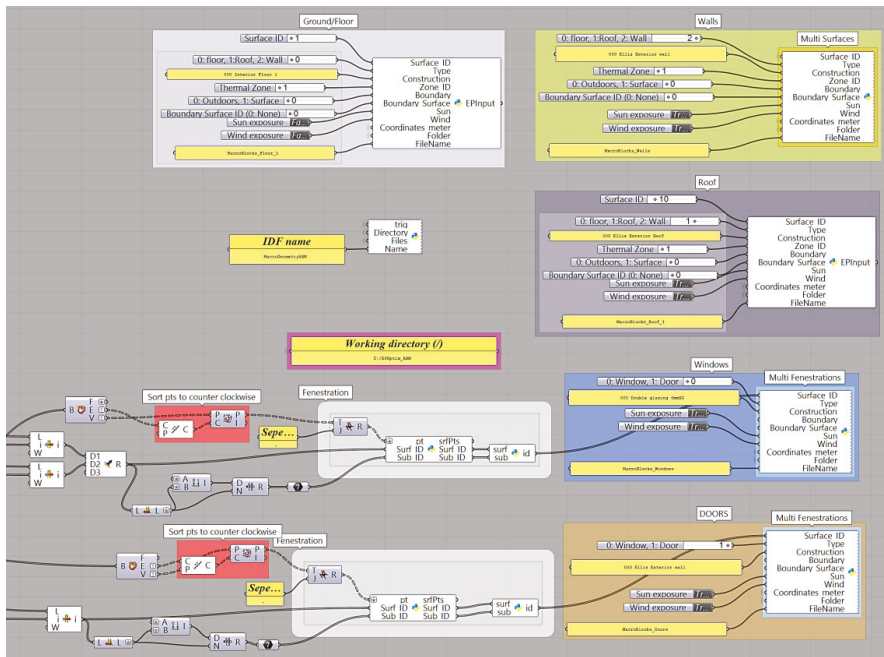 Ground/Floor
Surface ID 1
0: floor, 1:Roof, 2: Wall 0
000 Exterior Floor 1
Thermal Zone 1
0: Outdoors, 1: Surface 0
Boundary Surface ID (0: None) 0
Sun exposure Fa...
Wind exposure Fa...
MacroBlocks_Floor_1
Surface ID
Type
Construction
Zone ID
Boundary
Boundary Surface
Sun
Wind
Coordinates meter
Folder
FileName
EPInput
Walls
0: floor, 1:Roof, 2: Wall 2
000 Ellis Exterior wall
Thermal Zone 1
0: Outdoors, 1: Surface 0
Boundary Surface ID (0: None) 0
Sun exposure Tr...
Wind exposure Tr...
MacroBlocks_Walls
Multi Surfaces
Surface ID
Type
Construction
Zone ID
Boundary
Boundary Surface
Sun
Wind
Coordinates meter
Folder
FileName
Roof
Surface ID 10
0: floor, 1:Roof, 2: Wall 1
000 Ellis Exterior Roof
Thermal Zone 1
0: Outdoors, 1: Surface 0
Boundary Surface ID (0: None) 0
Sun exposure Tr...
Wind exposure Tr...
MacroBlocks_Roof_1
Surface ID
Type
Construction
Zone ID
Boundary
Boundary Surface
Sun
Wind
Coordinates meter
Folder
FileName
EPInput
IDF name
MacroGeometryABM
trig
Directory
Files
Name
Working directory (/)
C:/EPOptim_ABM
Windows
0: Window, 1: Door 0
000 Double glazing 6mmE2
Sun exposure Tr...
Wind exposure Tr...
MacroBlocks_Windows
Multi Fenestrations
Surface ID
Type
Construction
Boundary
Boundary Surface
Sun
Wind
Coordinates meter
Folder
FileName
Sort pts to counter clockwise
B F E V
C P C
P C P I
Fenestration
Sepe...
T J R
pt srfPts
Surf ID Surf ID
Sub ID Sub ID
surf sub id
L W i
L W i
D1 D2 D3 R
L L
A B I
D N R
?
DOORS
0: Window, 1: Door 1
000 Ellis Exterior wall
Sun exposure Tr...
Wind exposure Tr...
MacroBlocks_Doors
Multi Fenestrations
Surface ID
Type
Construction
Boundary
Boundary Surface
Sun
Wind
Coordinates meter
Folder
FileName
Sort pts to counter clockwise
B F E V
C P C
P C P I
Fenestration
Sepe...
T J R
pt srfPts
Surf ID Surf ID
Sub ID Sub ID
surf sub id
L W i
L L
A B I
D N R
?